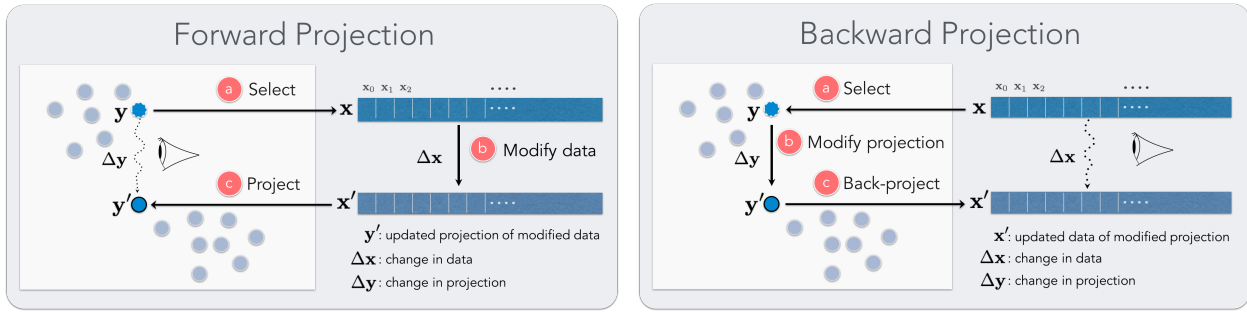 Forward Projection
x₀ x₁ x₂ ....
a Select
y x ....
Δy Δx b Modify data
c Project
y′ x′ ....
y′: updated projection of modified data
Δx : change in data
Δy : change in projection
Backward Projection
a Select
x₀ x₁ x₂ ....
y x ....
Δy b Modify projection Δx
c Back-project
y′ x′ ....
x′: updated data of modified projection
Δx : change in data
Δy : change in projection